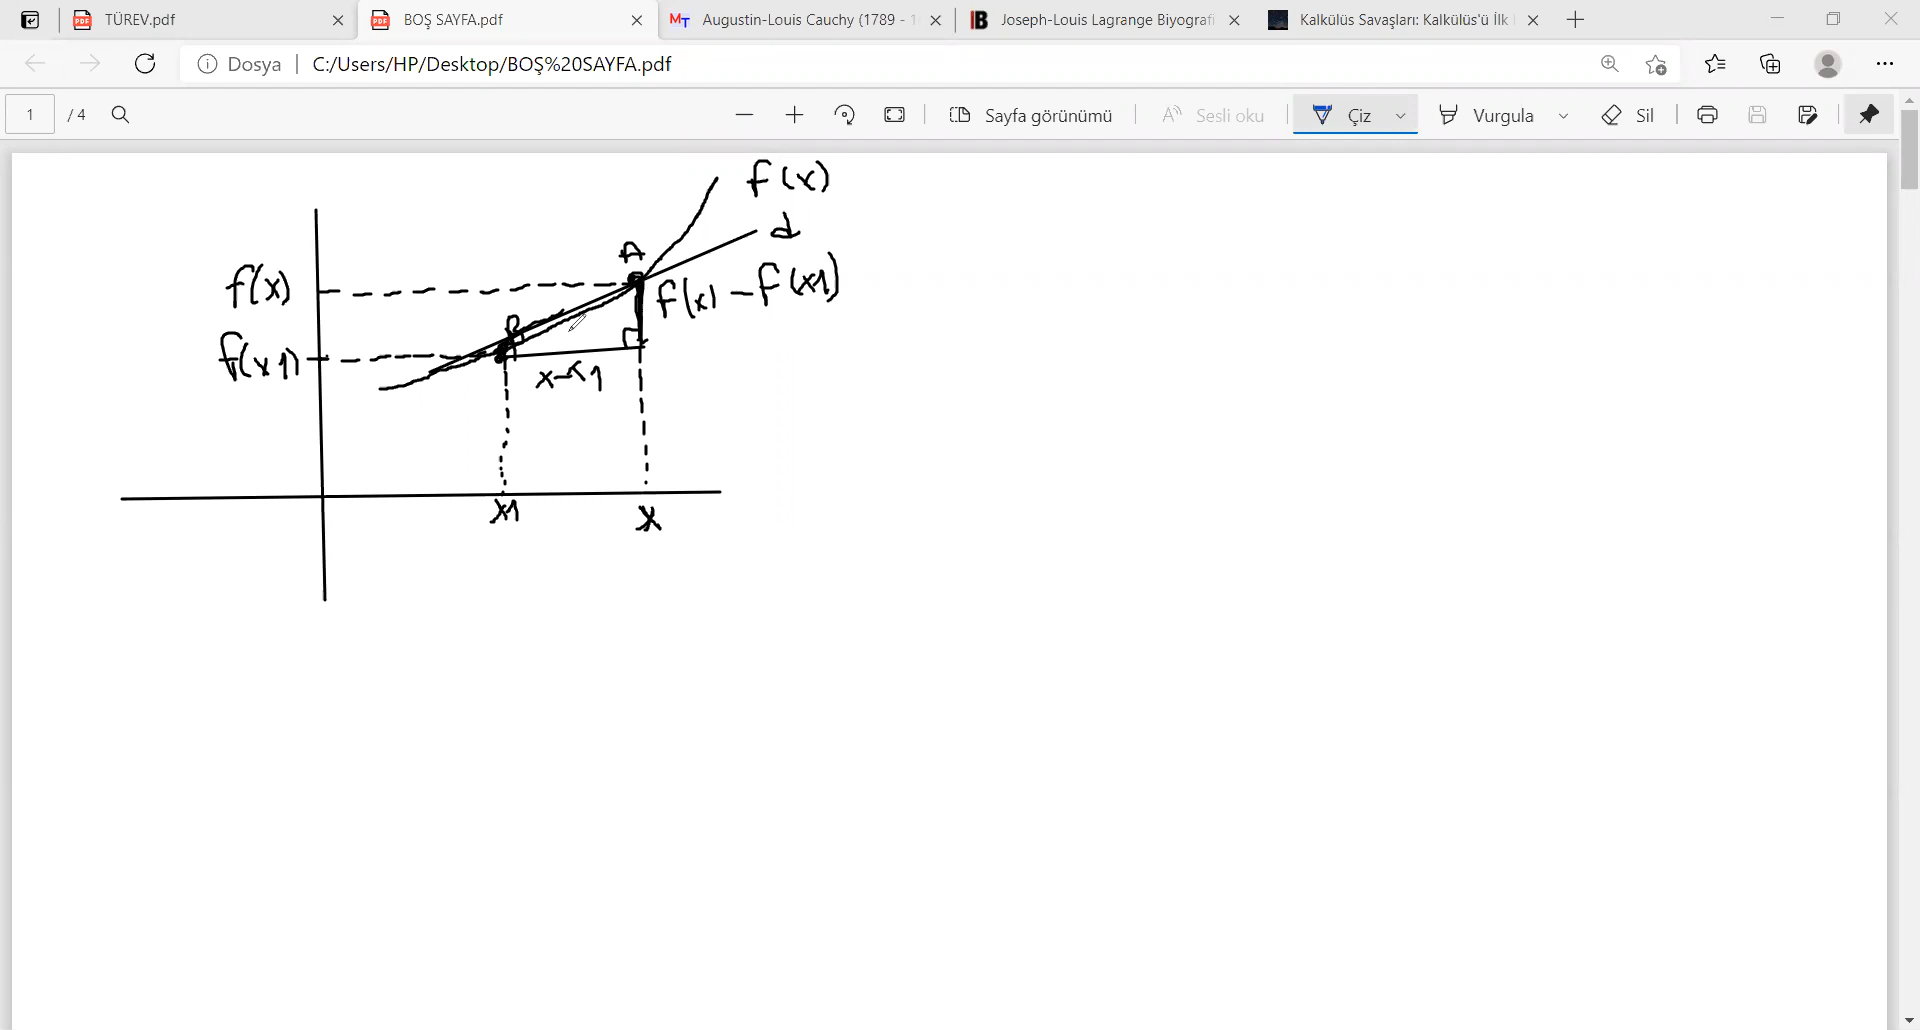 TÜREV.pdf
BOŞ SAYFA.pdf
Augustin-Louis Cauchy (1789 - 1
Joseph-Louis Lagrange Biyografi
Kalkülüs Savaşları: Kalkülüs'ü İlk
Dosya
C:/Users/HP/Desktop/BOŞ%20SAYFA.pdf
1 / 4
Sayfa görünümü
Sesli oku
Çiz
Vurgula
Sil
f(x)
d
A
f(x)
f(x) - f(x1)
B
f(x1)
x-x1
x1
x